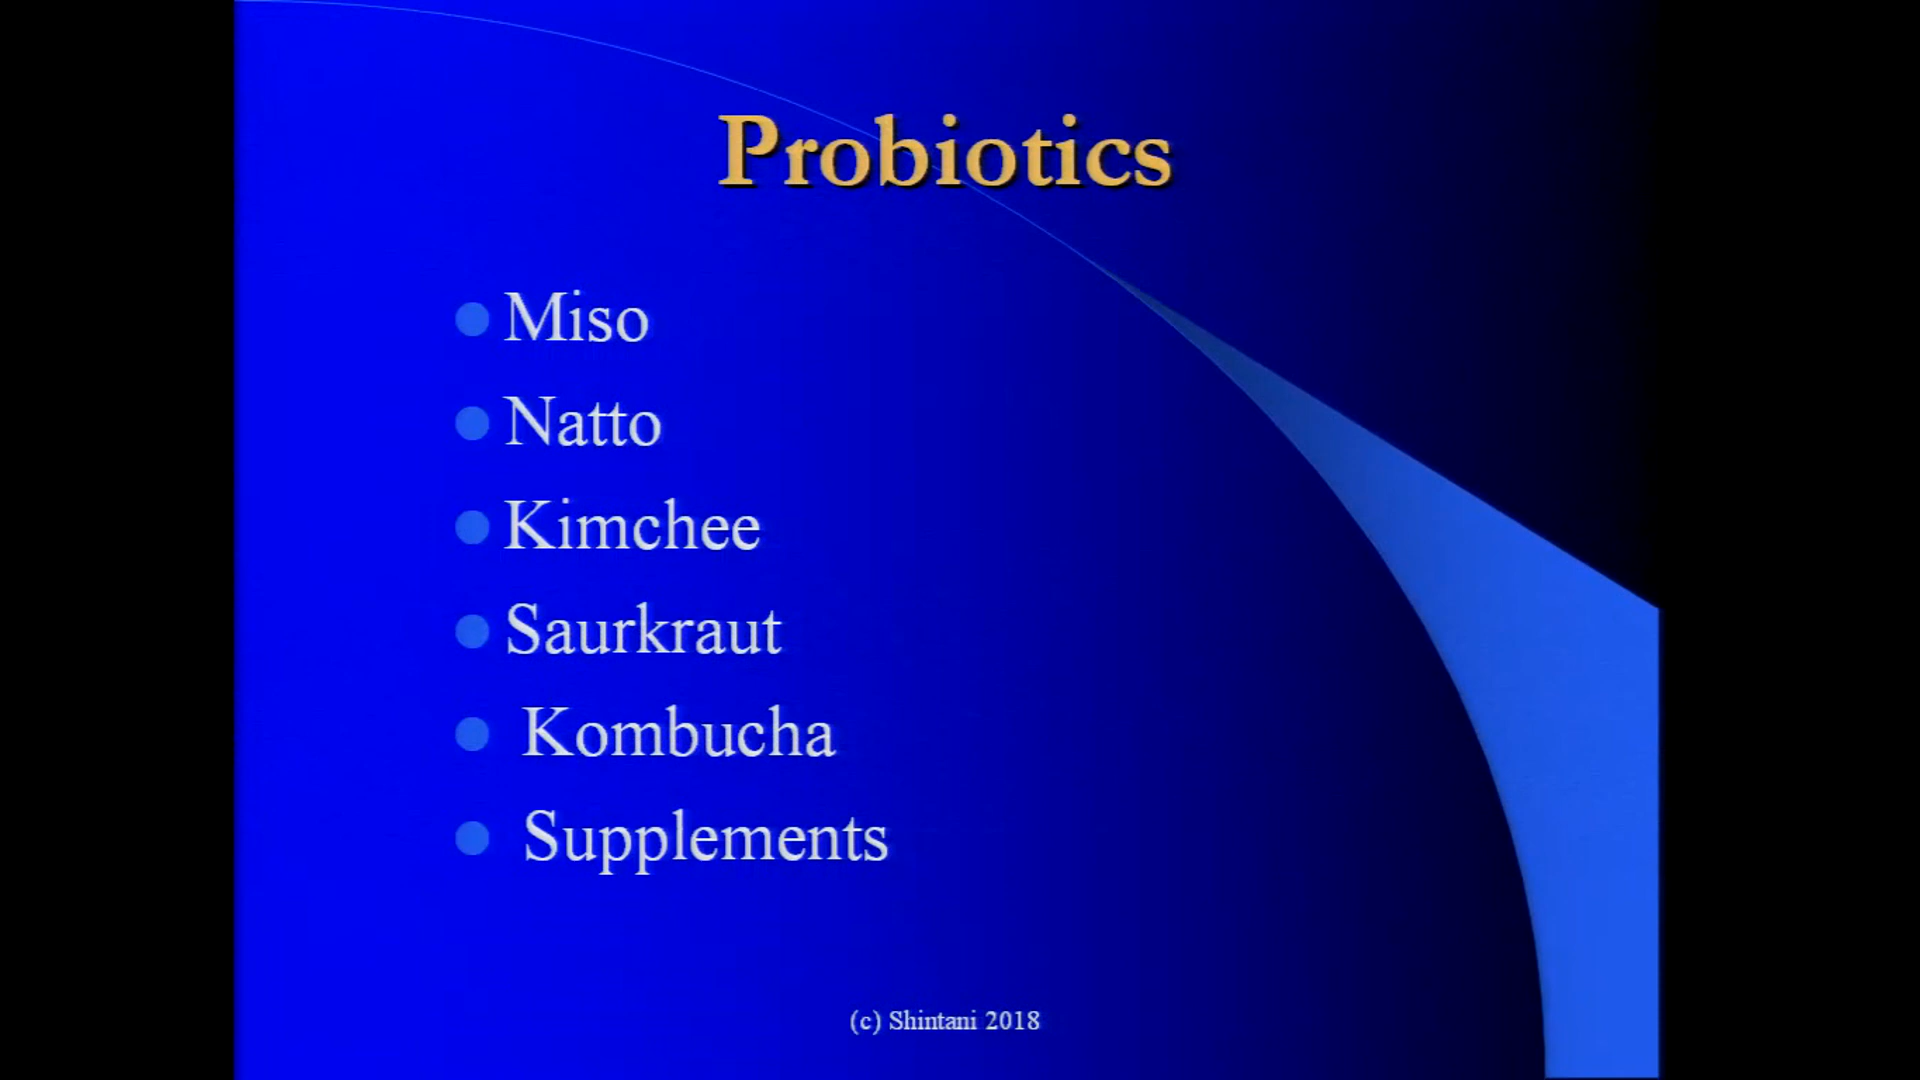 Probiotics
Miso
Natto
Kimchee
Saurkraut
Kombucha
Supplements
(c) Shintani 2018